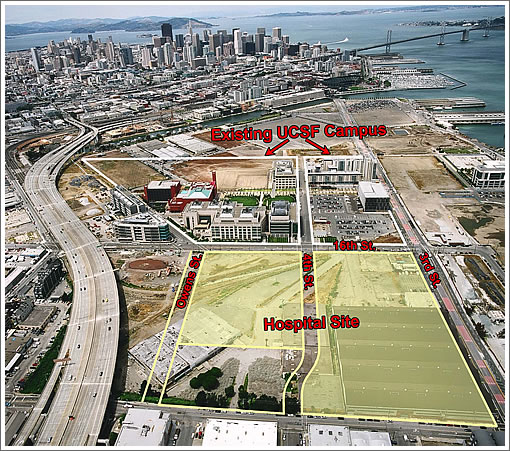 Existing UCSF Campus
16th St.
3rd St.
4th St.
Owens St.
Hospital Site